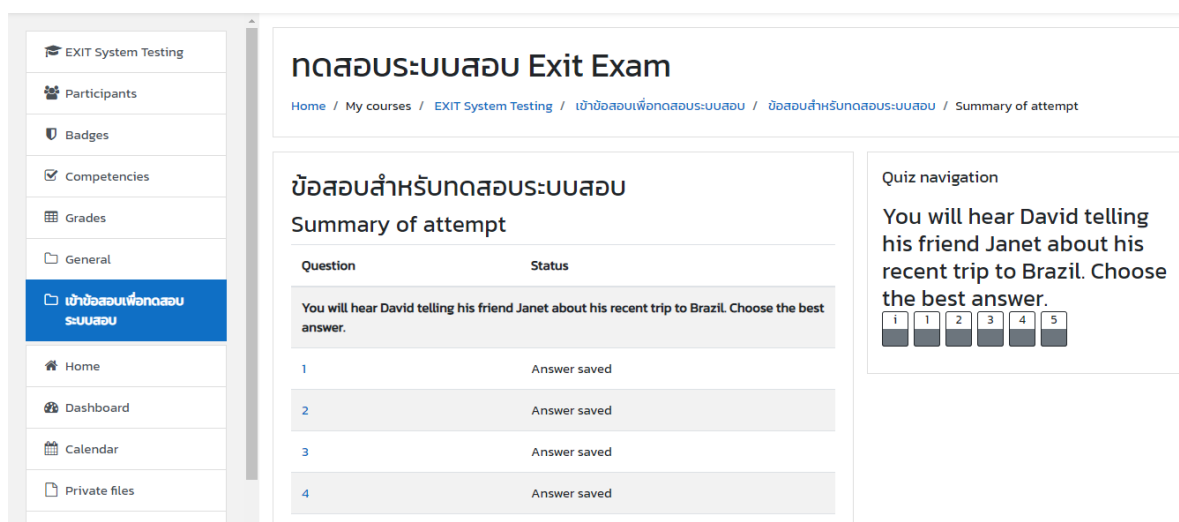 EXIT System Testing
Participants
Badges
Competencies
Grades
General
เข้าข้อสอบเพื่อทดสอบ
ระบบสอบ
Home
Dashboard
Calendar
Private files
ทดสอบระบบสอบ Exit Exam
Home / My courses / EXIT System Testing / เข้าข้อสอบเพื่อทดสอบระบบสอบ / ข้อสอบสำหรับทดสอบระบบสอบ / Summary of attempt
ข้อสอบสำหรับทดสอบระบบสอบ
Summary of attempt
Question Status
You will hear David telling his friend Janet about his recent trip to Brazil. Choose the best
answer.
1 Answer saved
2 Answer saved
3 Answer saved
4 Answer saved
Quiz navigation
You will hear David telling
his friend Janet about his
recent trip to Brazil. Choose
the best answer.
i 1 2 3 4 5